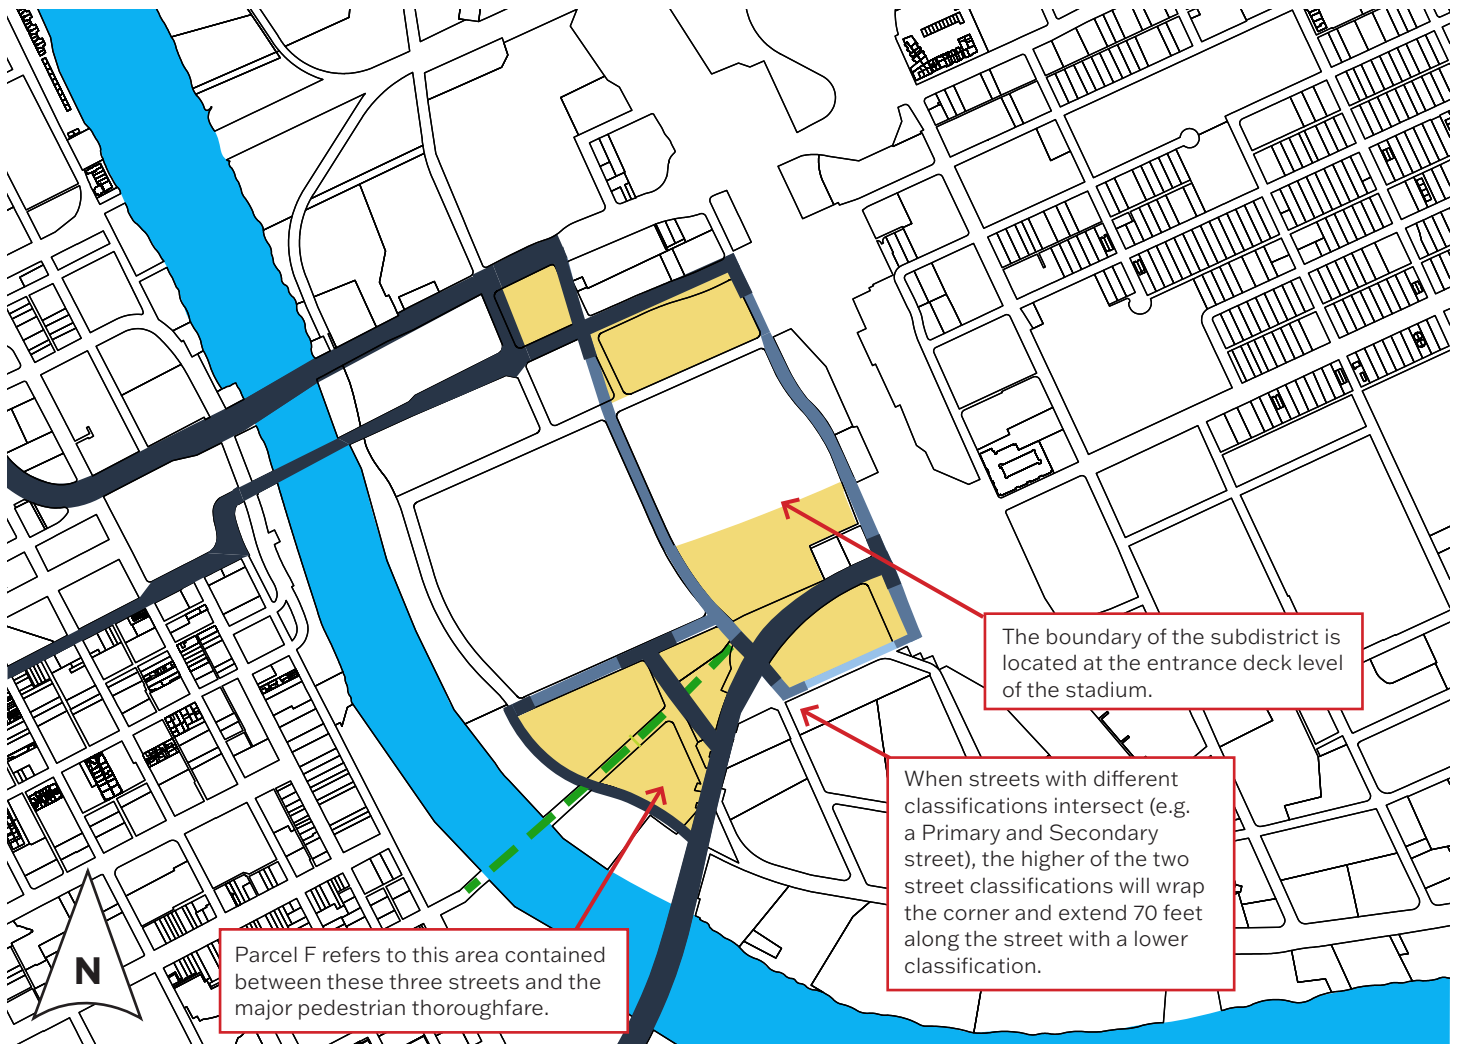 The boundary of the subdistrict is
located at the entrance deck level
of the stadium.
When streets with different
classifications intersect (e.g.
a Primary and Secondary
street), the higher of the two
street classifications will wrap
the corner and extend 70 feet
along the street with a lower
classification.
Parcel F refers to this area contained
between these three streets and the
major pedestrian thoroughfare.
N